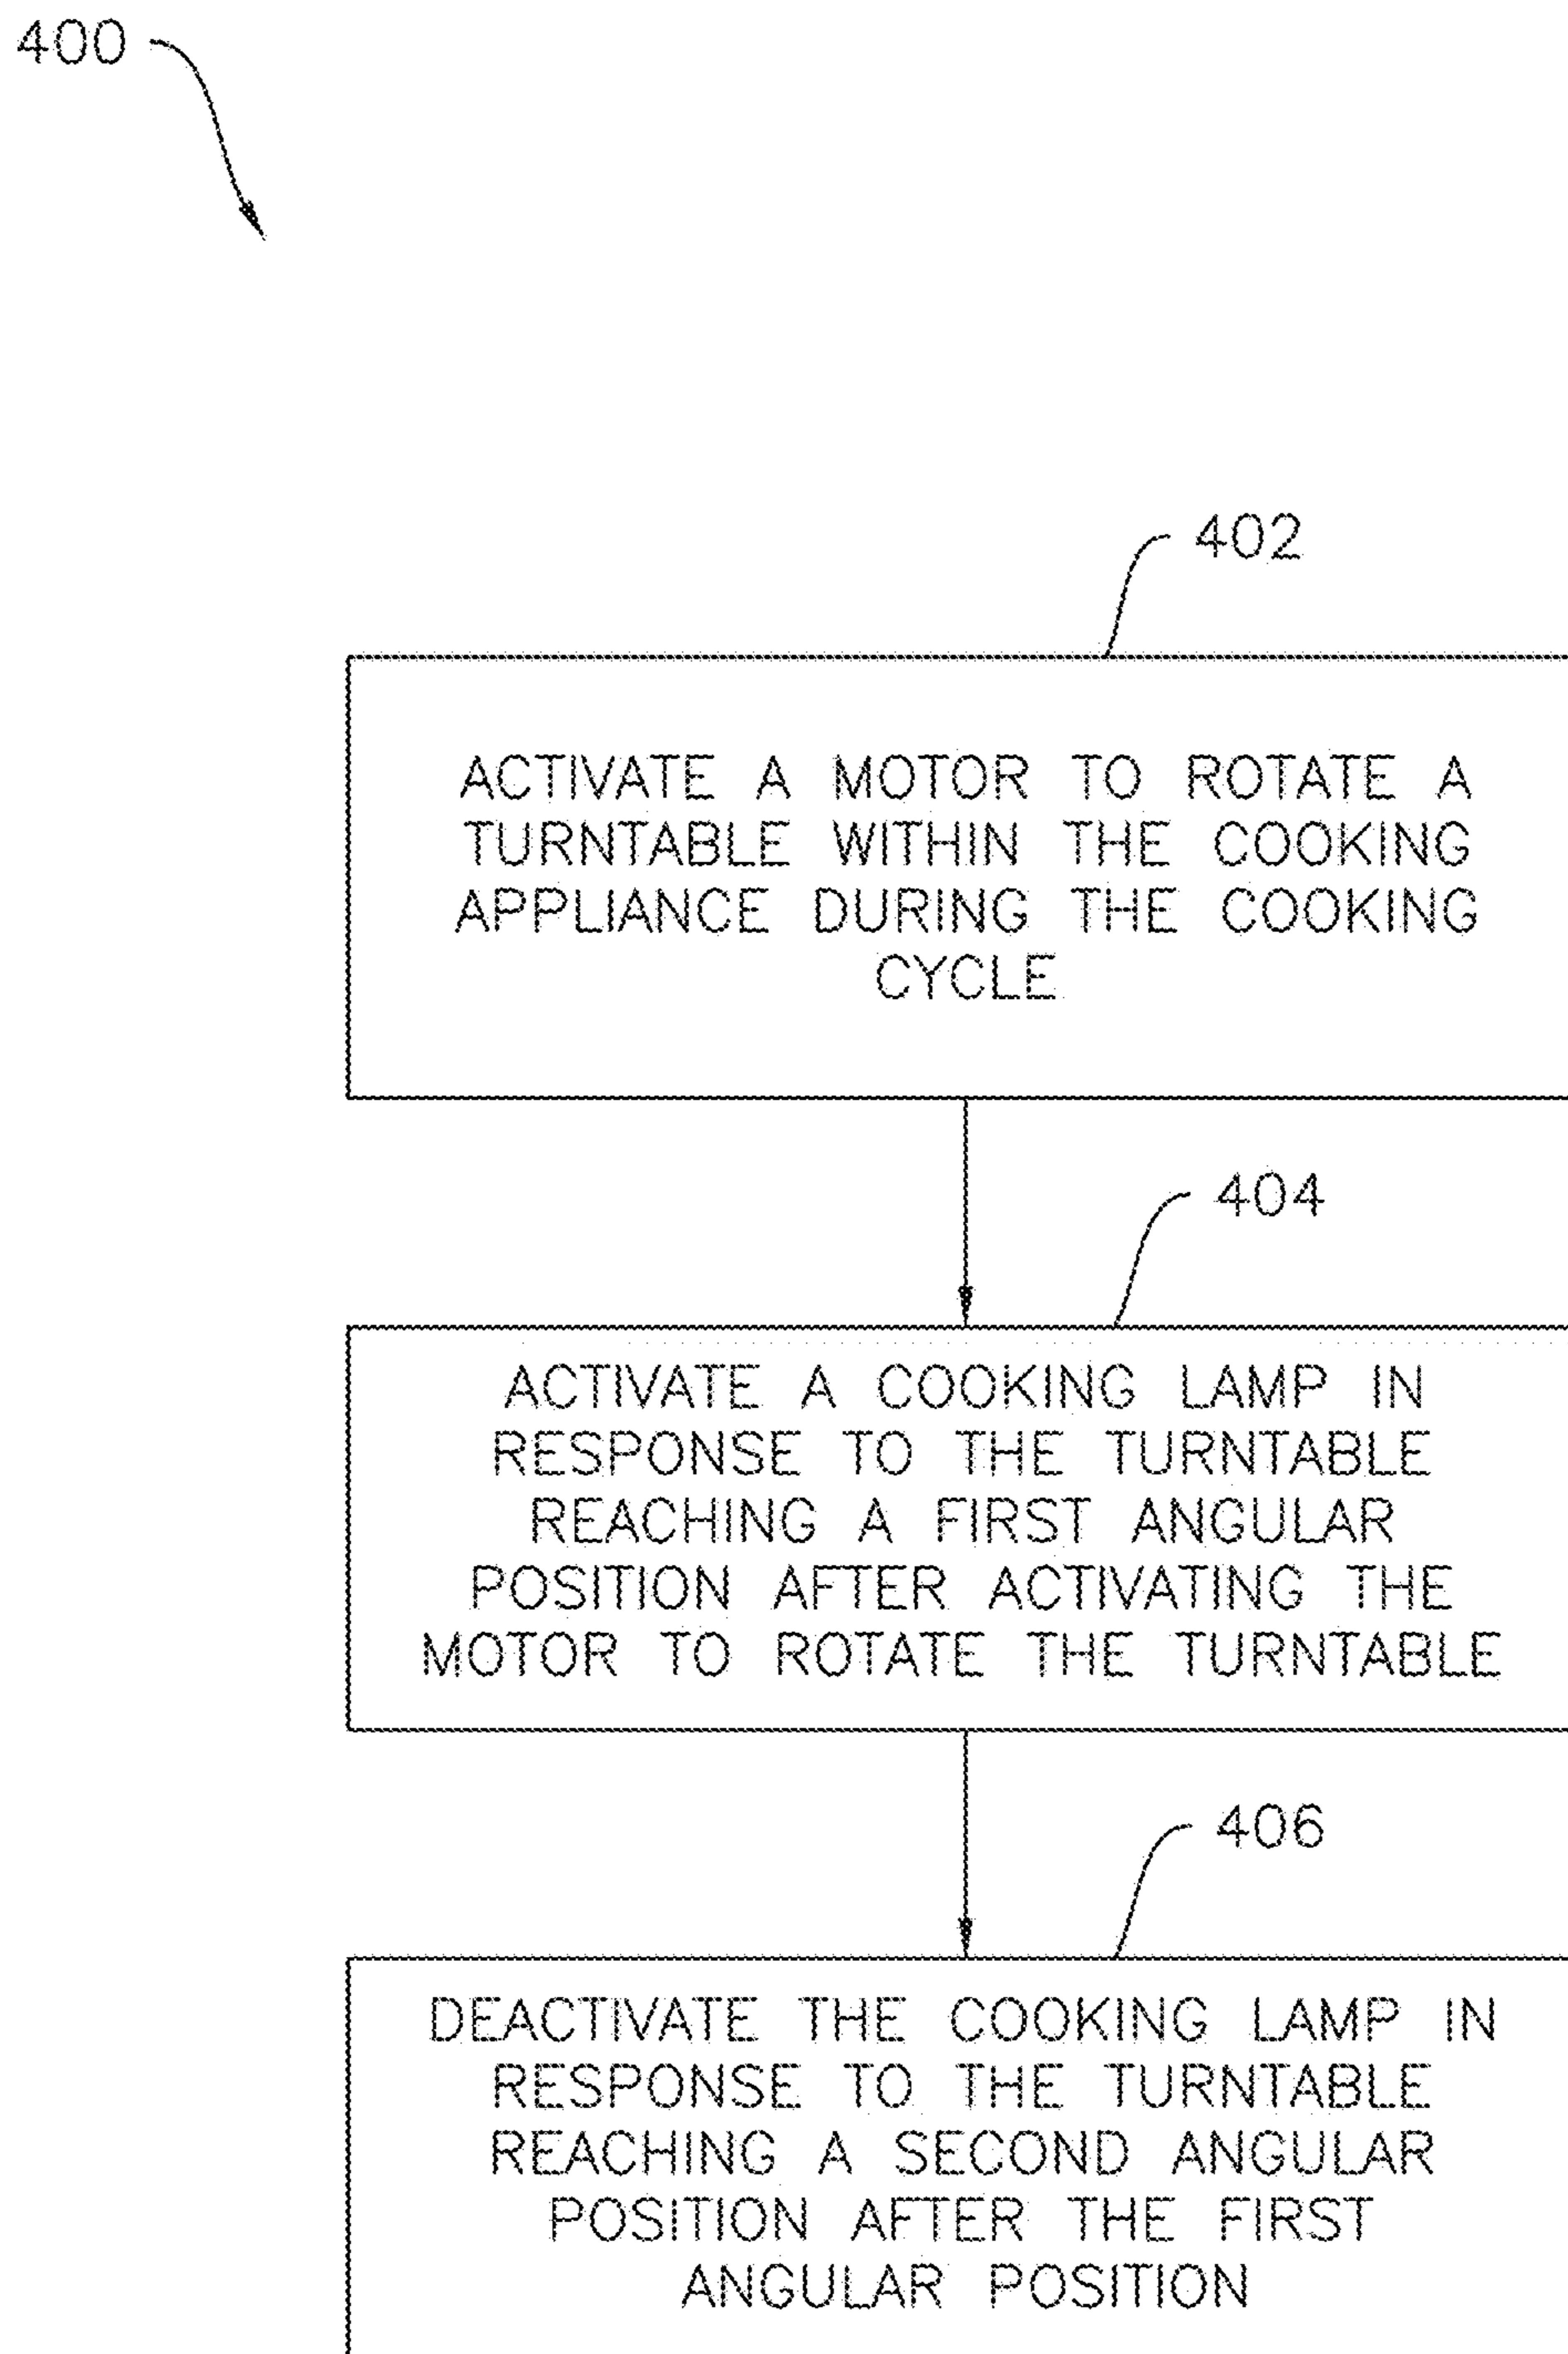 400
402
ACTIVATE A MOTOR TO ROTATE A
TURNTABLE WITHIN THE COOKING
APPLIANCE DURING THE COOKING
CYCLE
404
ACTIVATE A COOKING LAMP IN
RESPONSE TO THE TURNTABLE
REACHING A FIRST ANGULAR
POSITION AFTER ACTIVATING THE
MOTOR TO ROTATE THE TURNTABLE
406
DEACTIVATE THE COOKING LAMP IN
RESPONSE TO THE TURNTABLE
REACHING A SECOND ANGULAR
POSITION AFTER THE FIRST
ANGULAR POSITION